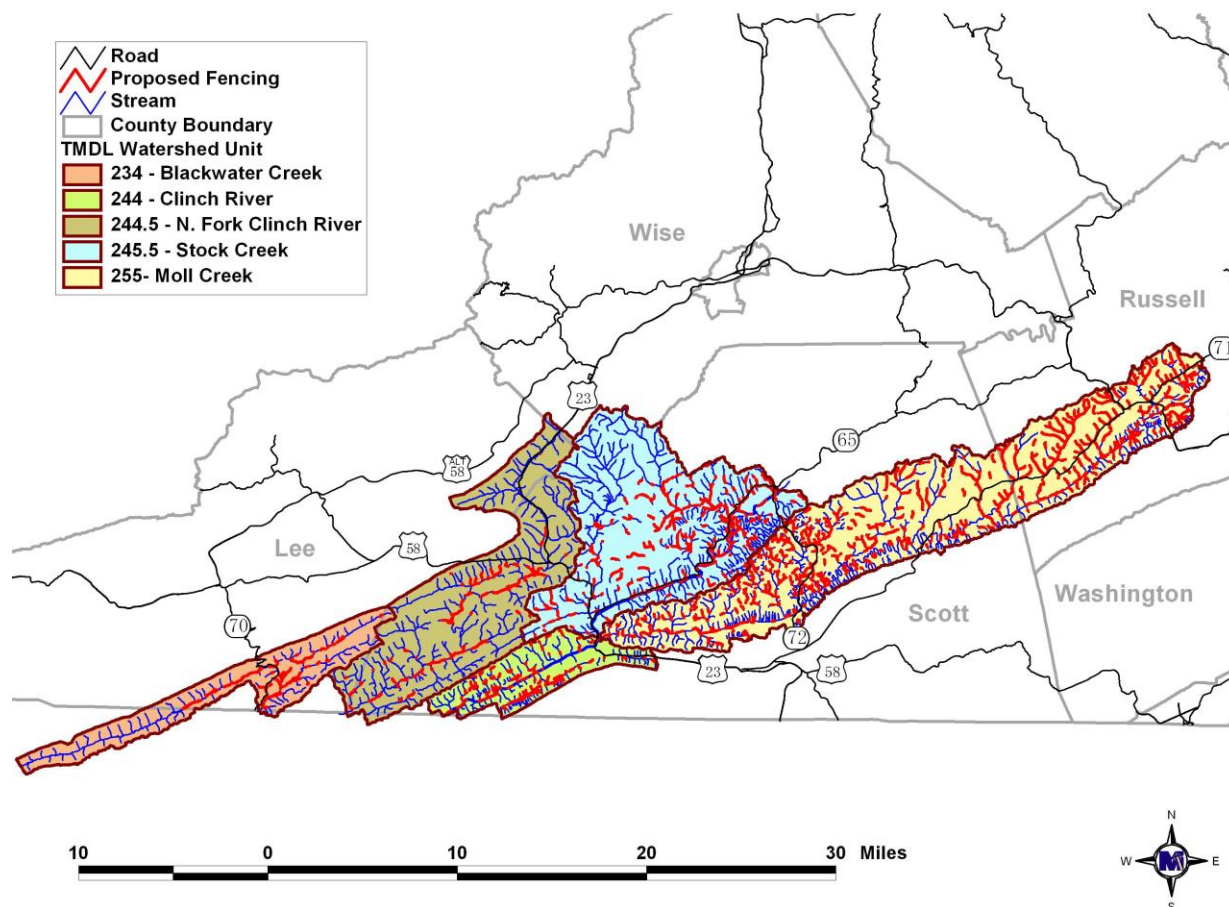 Road
Proposed Fencing
Stream
County Boundary
TMDL Watershed Unit
234 - Blackwater Creek
244 - Clinch River
244.5 - N. Fork Clinch River
245.5 - Stock Creek
255- Moll Creek
Wise
Russell
71
23
65
ALT
58
Lee
58
Washington
Scott
70
72
23
58
10 0 10 20 30 Miles
N
W M E
S